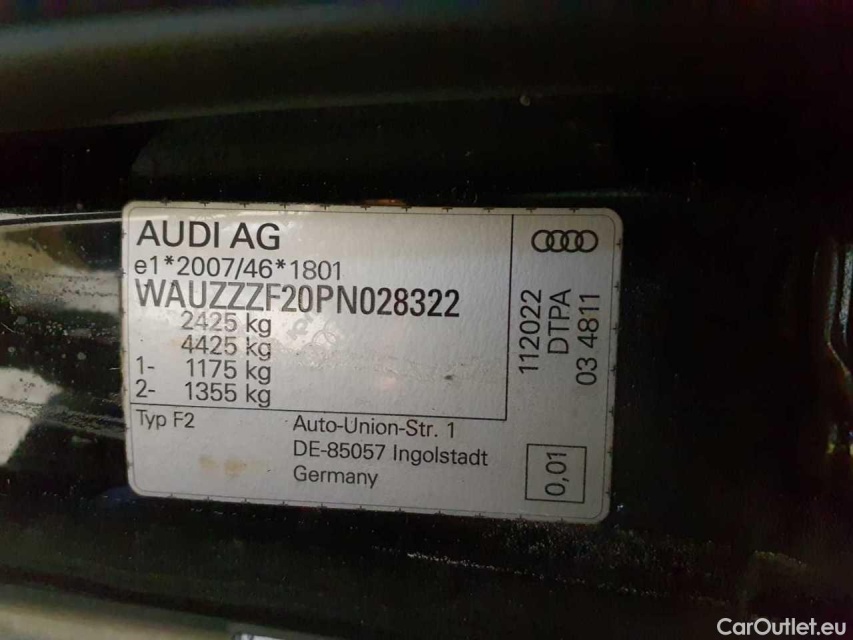 AUDI AG
e1*2007/46*1801
WAUZZZF20PN028322
2425 kg
4425 kg
1- 1175 kg
2- 1355 kg
Typ F2
Auto-Union-Str. 1
DE-85057 Ingolstadt
Germany
112022
DTPA
03 4811
0,01
CarOutlet.eu